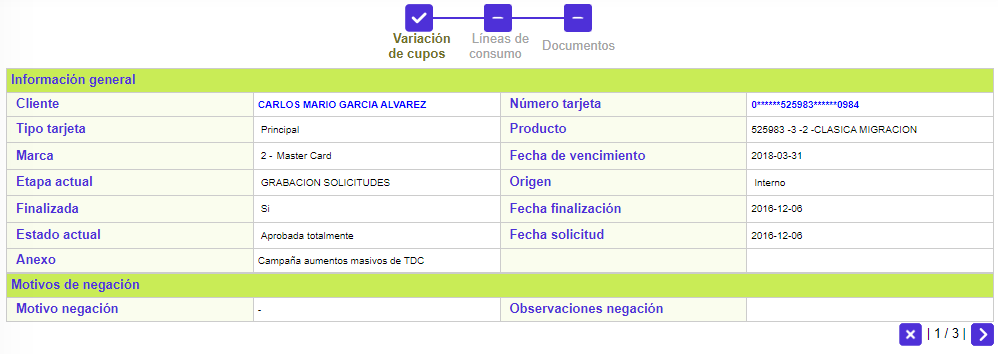 Variación de cupos
Líneas de consumo
Documentos
Información general
Cliente CARLOS MARIO GARCIA ALVAREZ Número tarjeta 0******525983******0984
Tipo tarjeta Principal Producto 525983 -3 -2 -CLASICA MIGRACION
Marca 2 - Master Card Fecha de vencimiento 2018-03-31
Etapa actual GRABACION SOLICITUDES Origen Interno
Finalizada Si Fecha finalización 2016-12-06
Estado actual Aprobada totalmente Fecha solicitud 2016-12-06
Anexo Campaña aumentos masivos de TDC
Motivos de negación
Motivo negación - Observaciones negación
| 1 / 3 |